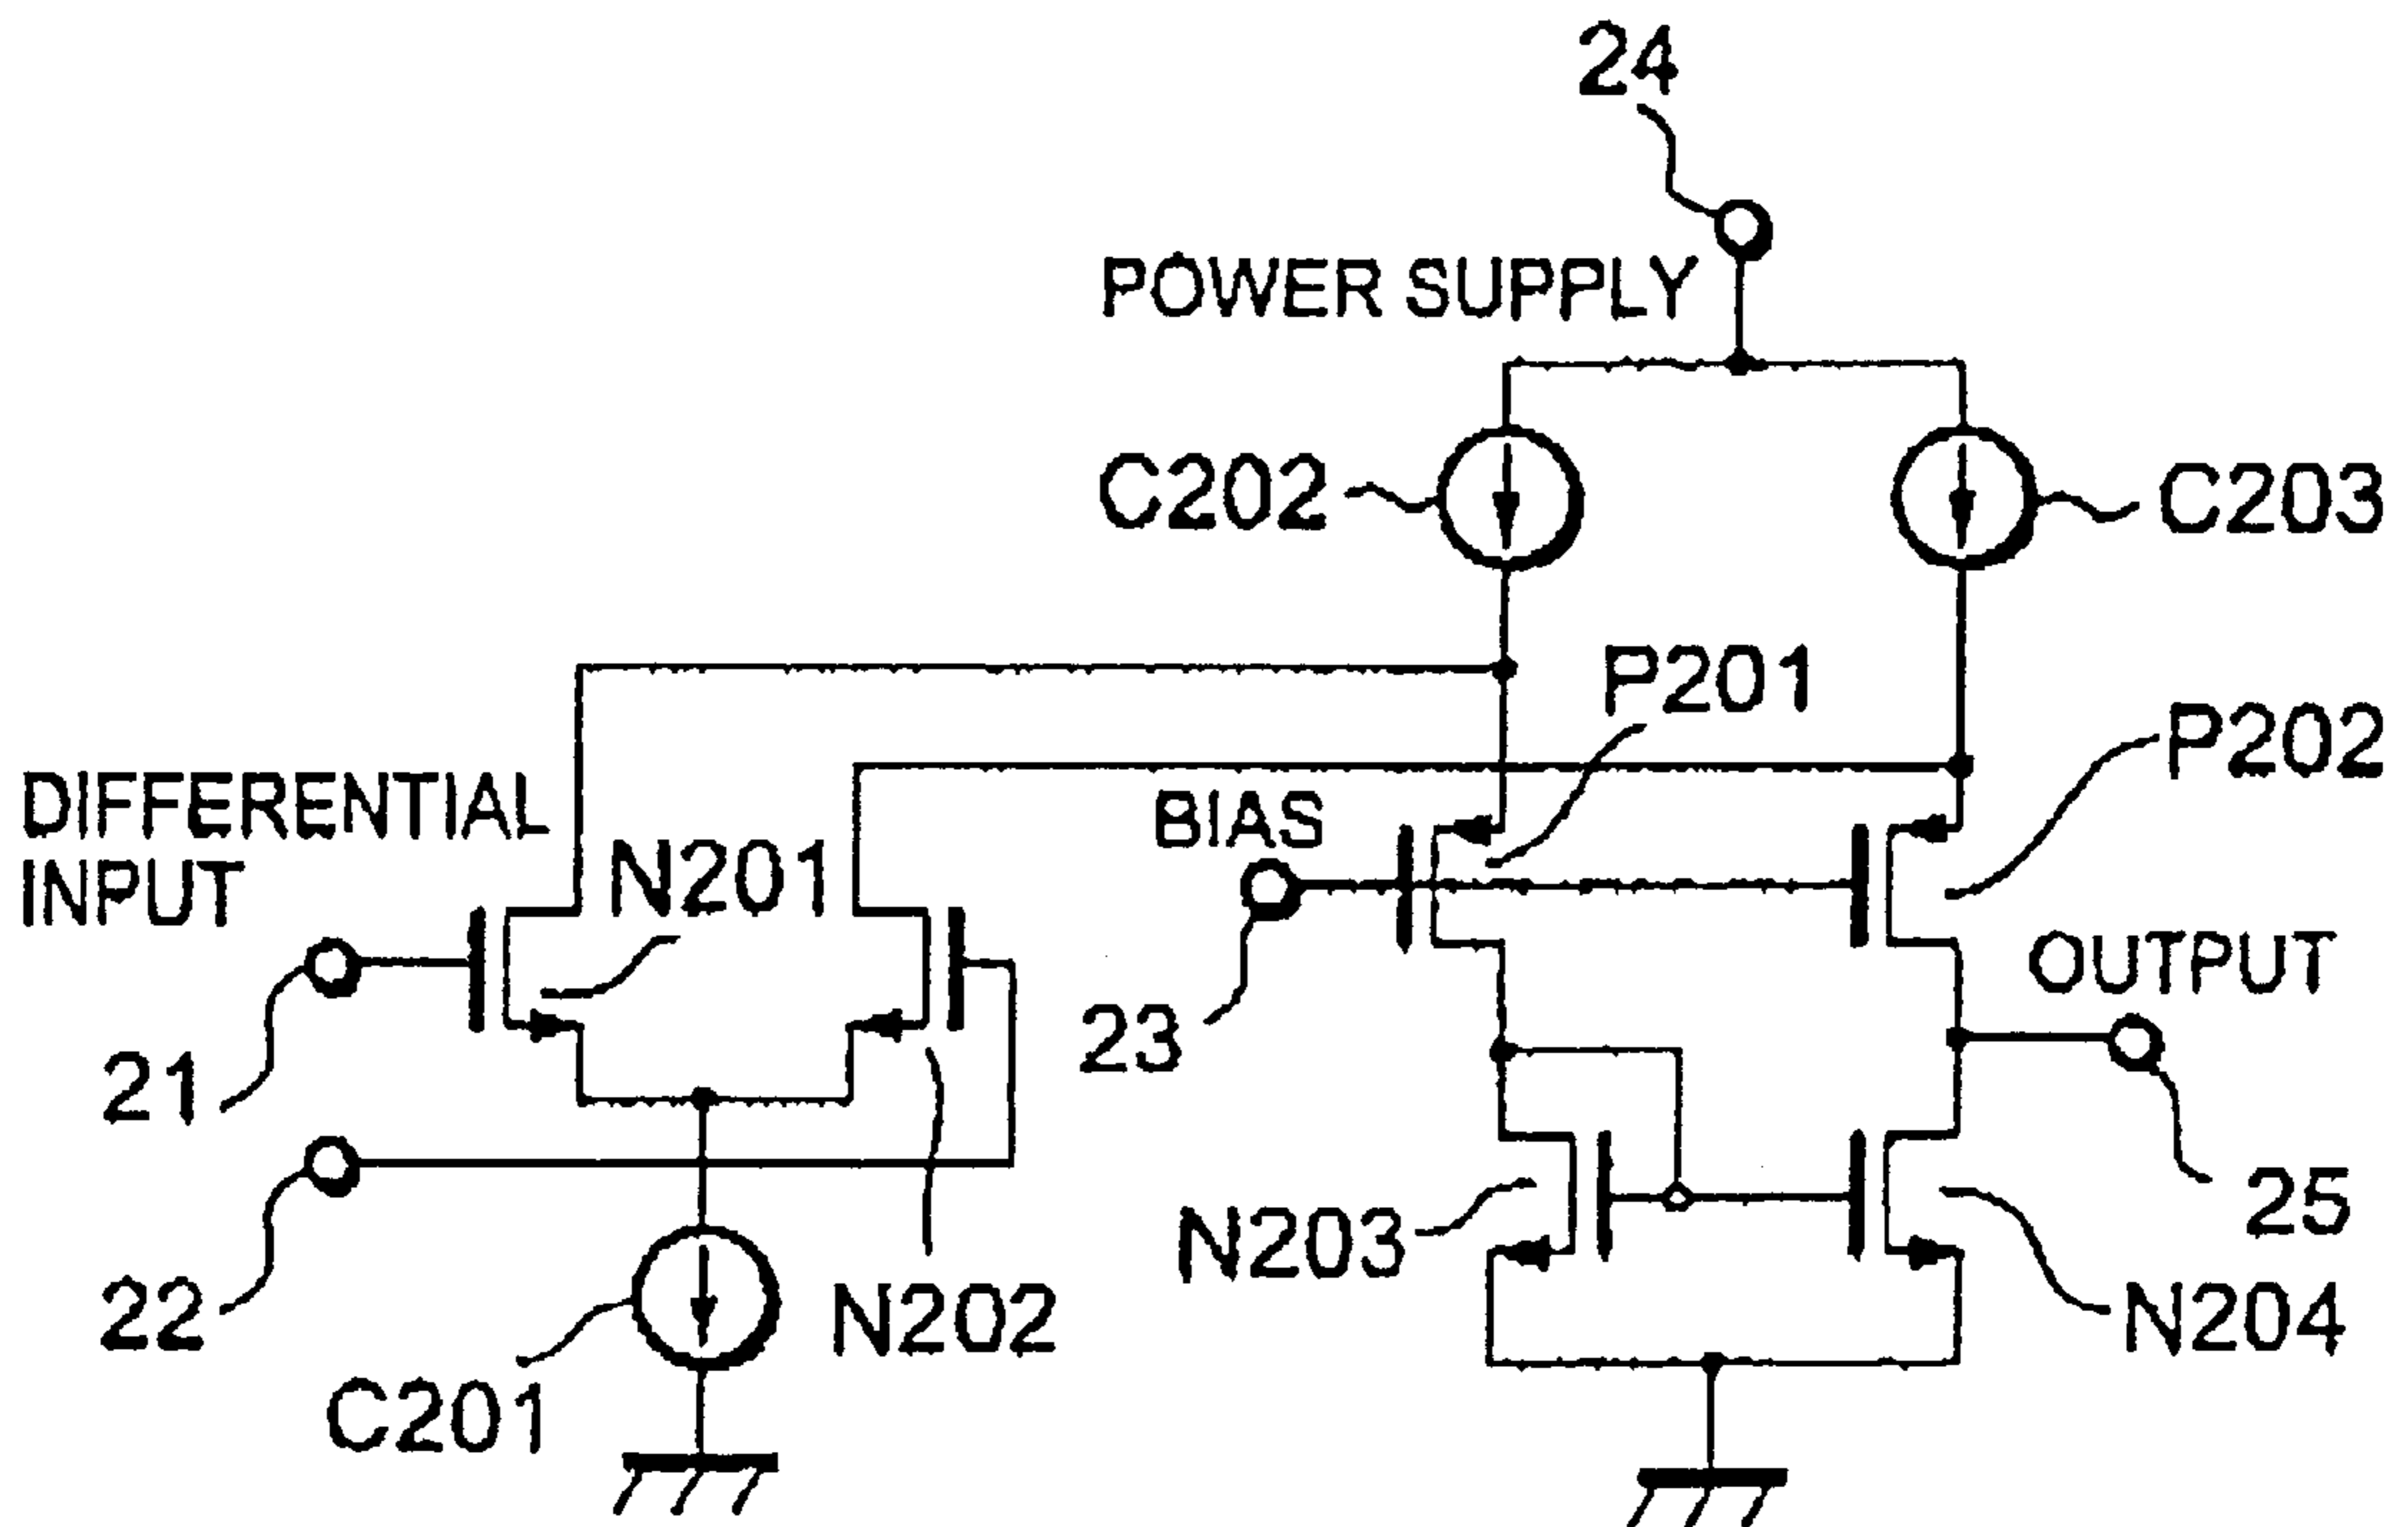 24
POWER SUPPLY
C202
C203
P201
P202
DIFFERENTIAL
INPUT
N201
BIAS
OUTPUT
21
23
25
22
N203
N202
N204
C201